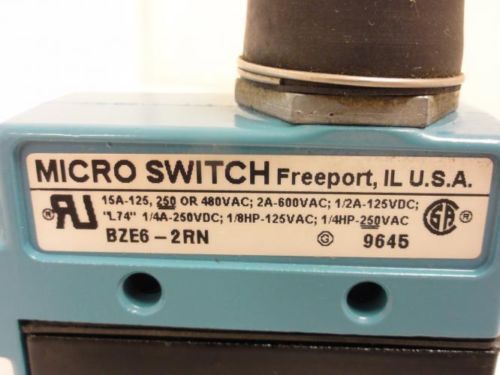 MICRO SWITCH Freeport, IL U.S.A.
15A-125, 250 OR 480VAC; 2A-600VAC; 1/2A-125VDC;
"L74" 1/4A-250VDC; 1/8HP-125VAC; 1/4HP-250VAC
BZE6-2RN G 9645